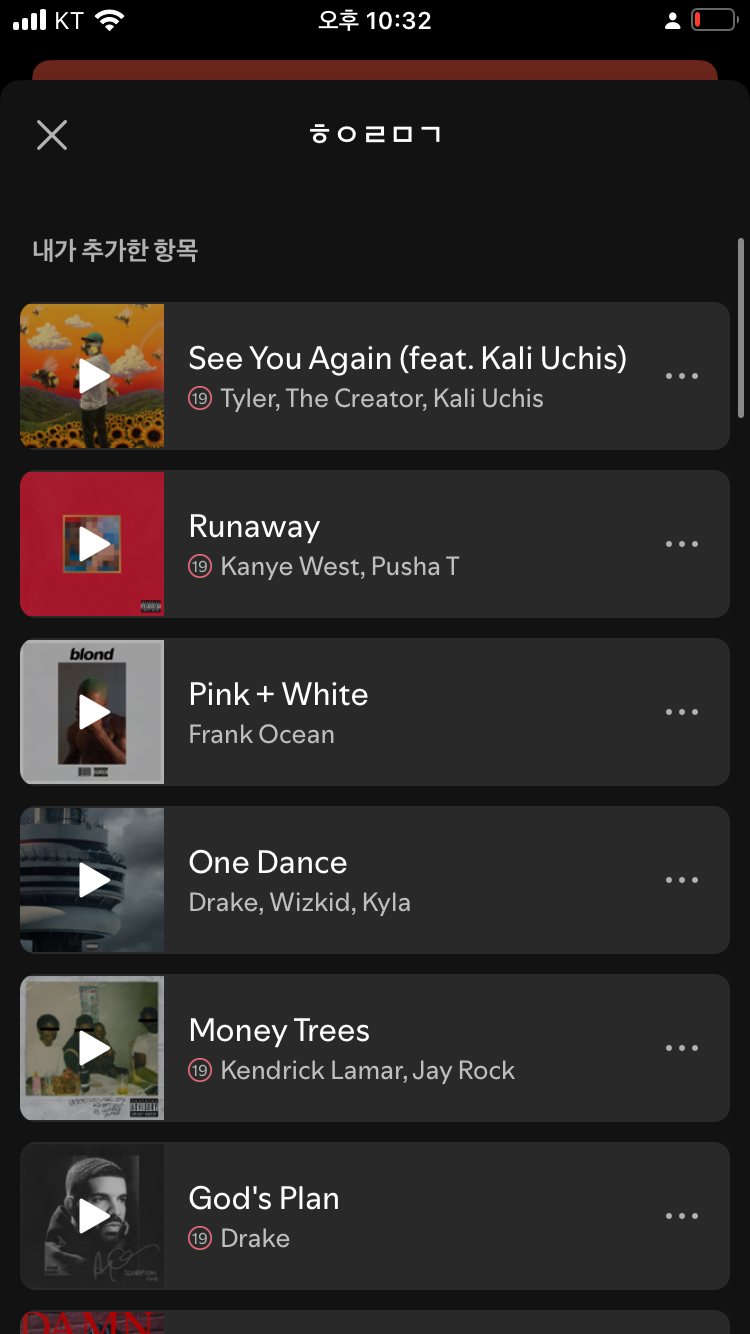 KT 오후 10:32
ㅎㅇㄹㅁㄱ
내가 추가한 항목
See You Again (feat. Kali Uchis)
19 Tyler, The Creator, Kali Uchis
Runaway
19 Kanye West, Pusha T
blond
Pink + White
Frank Ocean
One Dance
Drake, Wizkid, Kyla
Money Trees
19 Kendrick Lamar, Jay Rock
God's Plan
19 Drake
DAMN